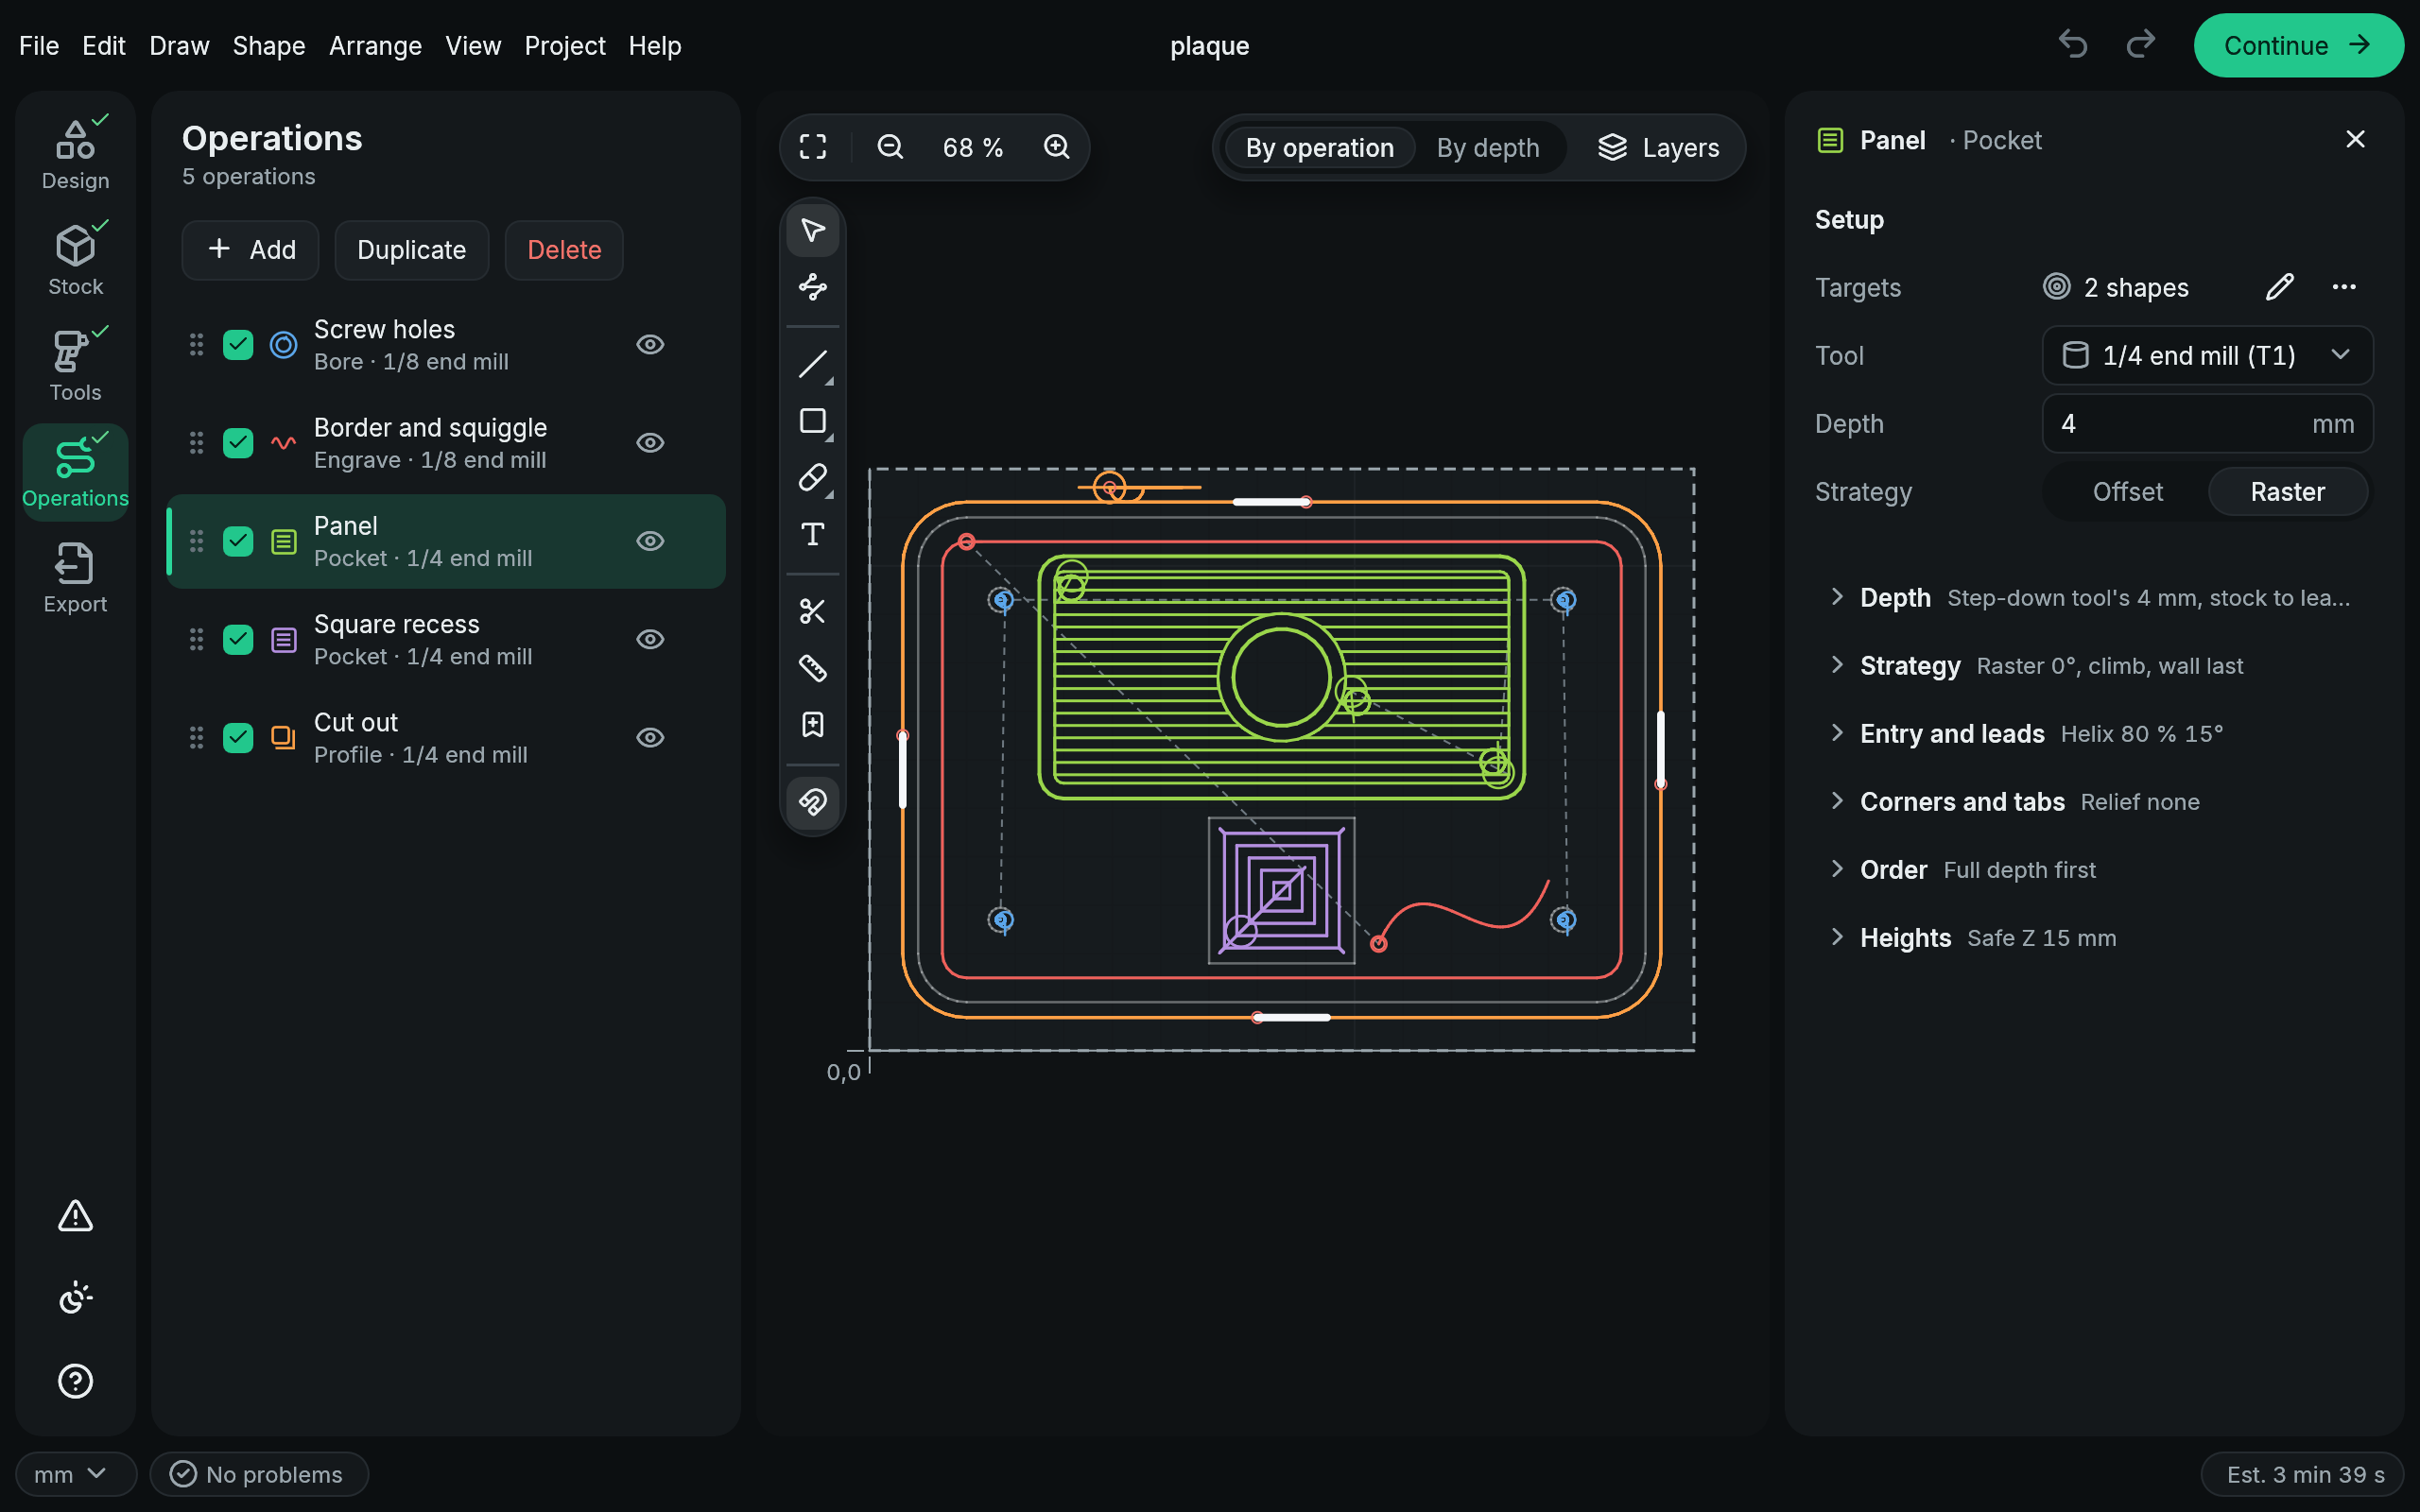 File Edit Draw Shape Arrange View Project Help
plaque
Continue
Design
Stock
Tools
Operations
Export
Operations
5 operations
Add
Duplicate
Delete
Screw holes
Bore · 1/8 end mill
Border and squiggle
Engrave · 1/8 end mill
Panel
Pocket · 1/4 end mill
Square recess
Pocket · 1/4 end mill
Cut out
Profile · 1/4 end mill
68 %
By operation
By depth
Layers
0,0
Panel · Pocket
Setup
Targets 2 shapes
Tool 1/4 end mill (T1)
Depth 4 mm
Strategy Offset Raster
Depth Step-down tool's 4 mm, stock to lea...
Strategy Raster 0°, climb, wall last
Entry and leads Helix 80 % 15°
Corners and tabs Relief none
Order Full depth first
Heights Safe Z 15 mm
mm
No problems
Est. 3 min 39 s